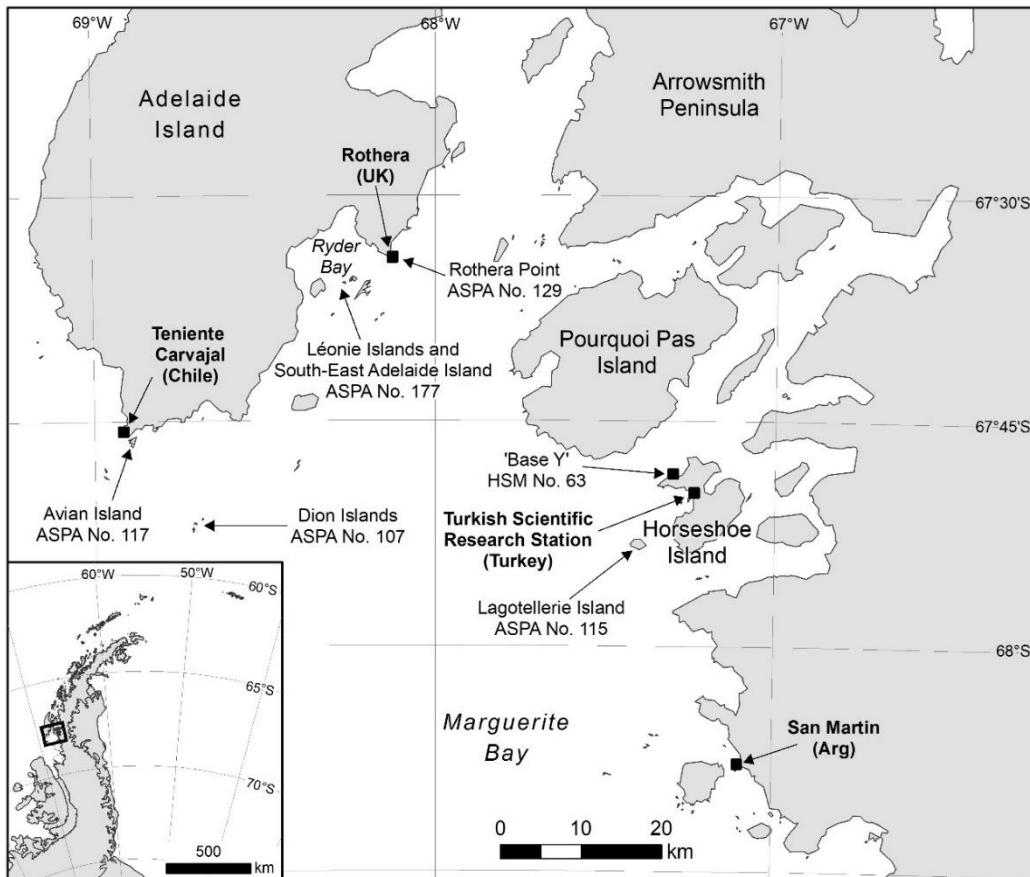 69°W
68°W
67°W
Adelaide
Island
Arrowsmith
Peninsula
Rothera
(UK)
67°30'S
Ryder
Bay
Rothera Point
ASPA No. 129
Teniente
Carvajal
(Chile)
Léonie Islands and
South-East Adelaide Island
ASPA No. 177
Pourquoi Pas
Island
67°45'S
'Base Y'
HSM No. 63
Avian Island
ASPA No. 117
Dion Islands
ASPA No. 107
Turkish Scientific
Research Station
(Turkey)
Horseshoe
Island
Lagotellerie Island
ASPA No. 115
68°S
Marguerite
Bay
San Martin
(Arg)
0 10 20
km
60°W
50°W
60°S
65°S
70°S
500
km